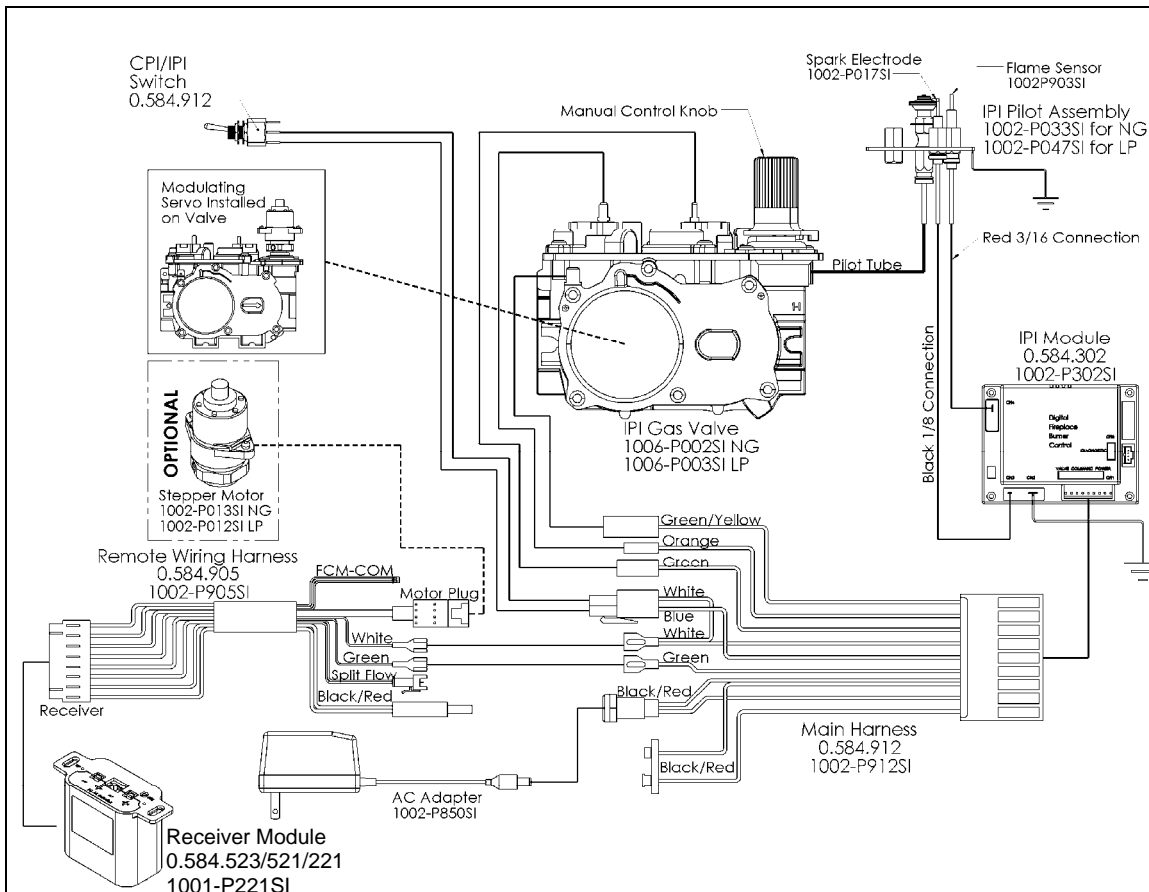 CPI/IPI
Switch
0.584.912
Manual Control Knob
Spark Electrode
1002-P017SI
Flame Sensor
1002P903SI
IPI Pilot Assembly
1002-P033SI for NG
1002-P047SI for LP
Modulating
Servo Installed
on Valve
Red 3/16 Connection
Pilot Tube
IPI Module
0.584.302
1002-P302SI
Black 1/8 Connection
Digital
Fireplace
Burner
Control
DIAGNOSTIC
VALVE COMMAND POWER
H
OPTIONAL
Stepper Motor
1002-P013SI NG
1002-P012SI LP
IPI Gas Valve
1006-P002SI NG
1006-P003SI LP
Remote Wiring Harness
0.584.905
1002-P905SI
FCM-COM
Motor Plug
Green/Yellow
Orange
Green
White
Blue
White
Green
White
Green
Split Flow
Black/Red
Receiver
Black/Red
Black/Red
Main Harness
0.584.912
1002-P912SI
AC Adapter
1002-P850SI
Receiver Module
0.584.523/521/221
1001-P221SI